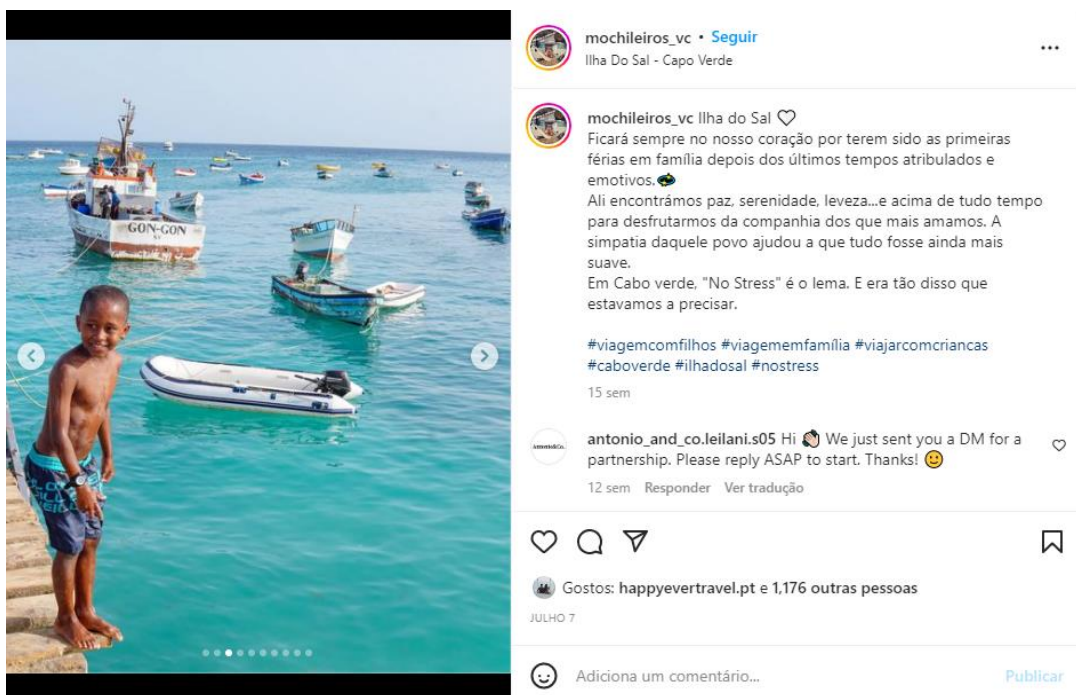 mochileiros_vc • Seguir
Ilha Do Sal - Capo Verde
mochileiros_vc Ilha do Sal
Ficará sempre no nosso coração por terem sido as primeiras
férias em família depois dos últimos tempos atribulados e
emotivos.
Ali encontrámos paz, serenidade, leveza...e acima de tudo tempo
para desfrutarmos da companhia dos que mais amamos. A
simpatia daquele povo ajudou a que tudo fosse ainda mais
suave.
Em Cabo verde, "No Stress" é o lema. E era tão disso que
estavamos a precisar.
#viagemcomfilhos #viagememfamília #viajarcomcriancas
#caboverde #ilhadosal #nostress
15 sem
antonio_and_co.leilani.s05 Hi 👋🏻 We just sent you a DM for a
partnership. Please reply ASAP to start. Thanks! 🙂
12 sem Responder Ver tradução
Gostos: happyevertravel.pt e 1,176 outras pessoas
JULHO 7
Adiciona um comentário... Publicar
GON-GON